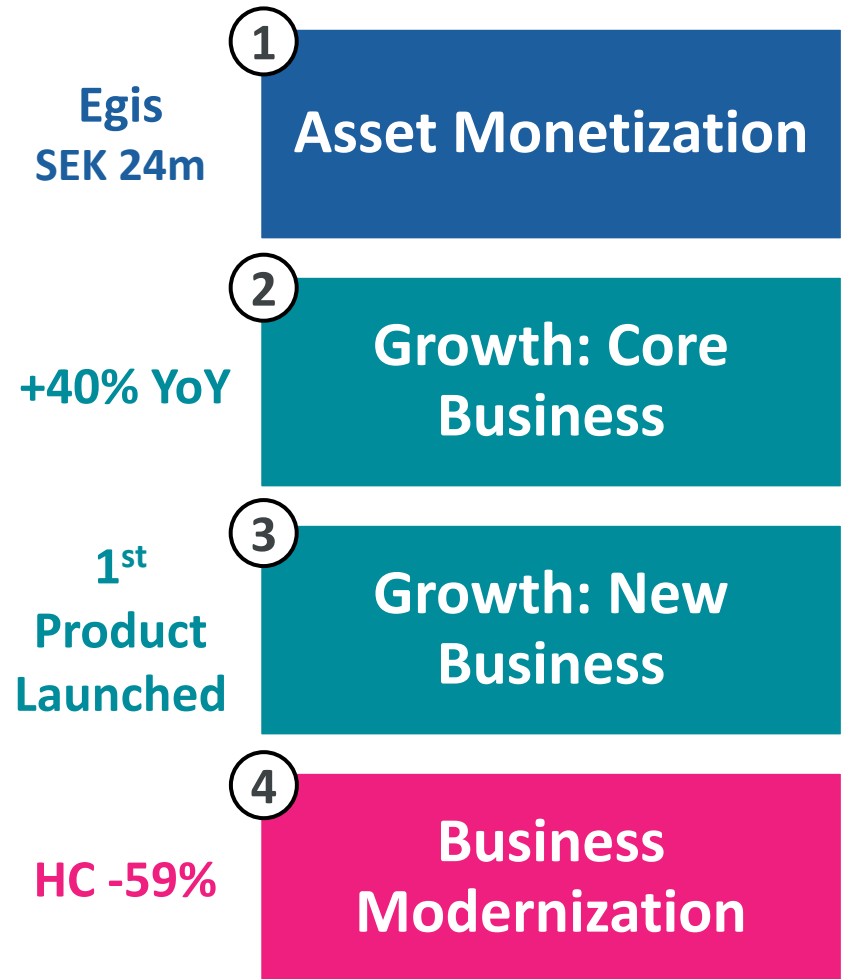 1
Egis
SEK 24m
Asset Monetization
2
+40% YoY
Growth: Core
Business
3
1st
Product
Launched
Growth: New
Business
4
HC -59%
Business
Modernization